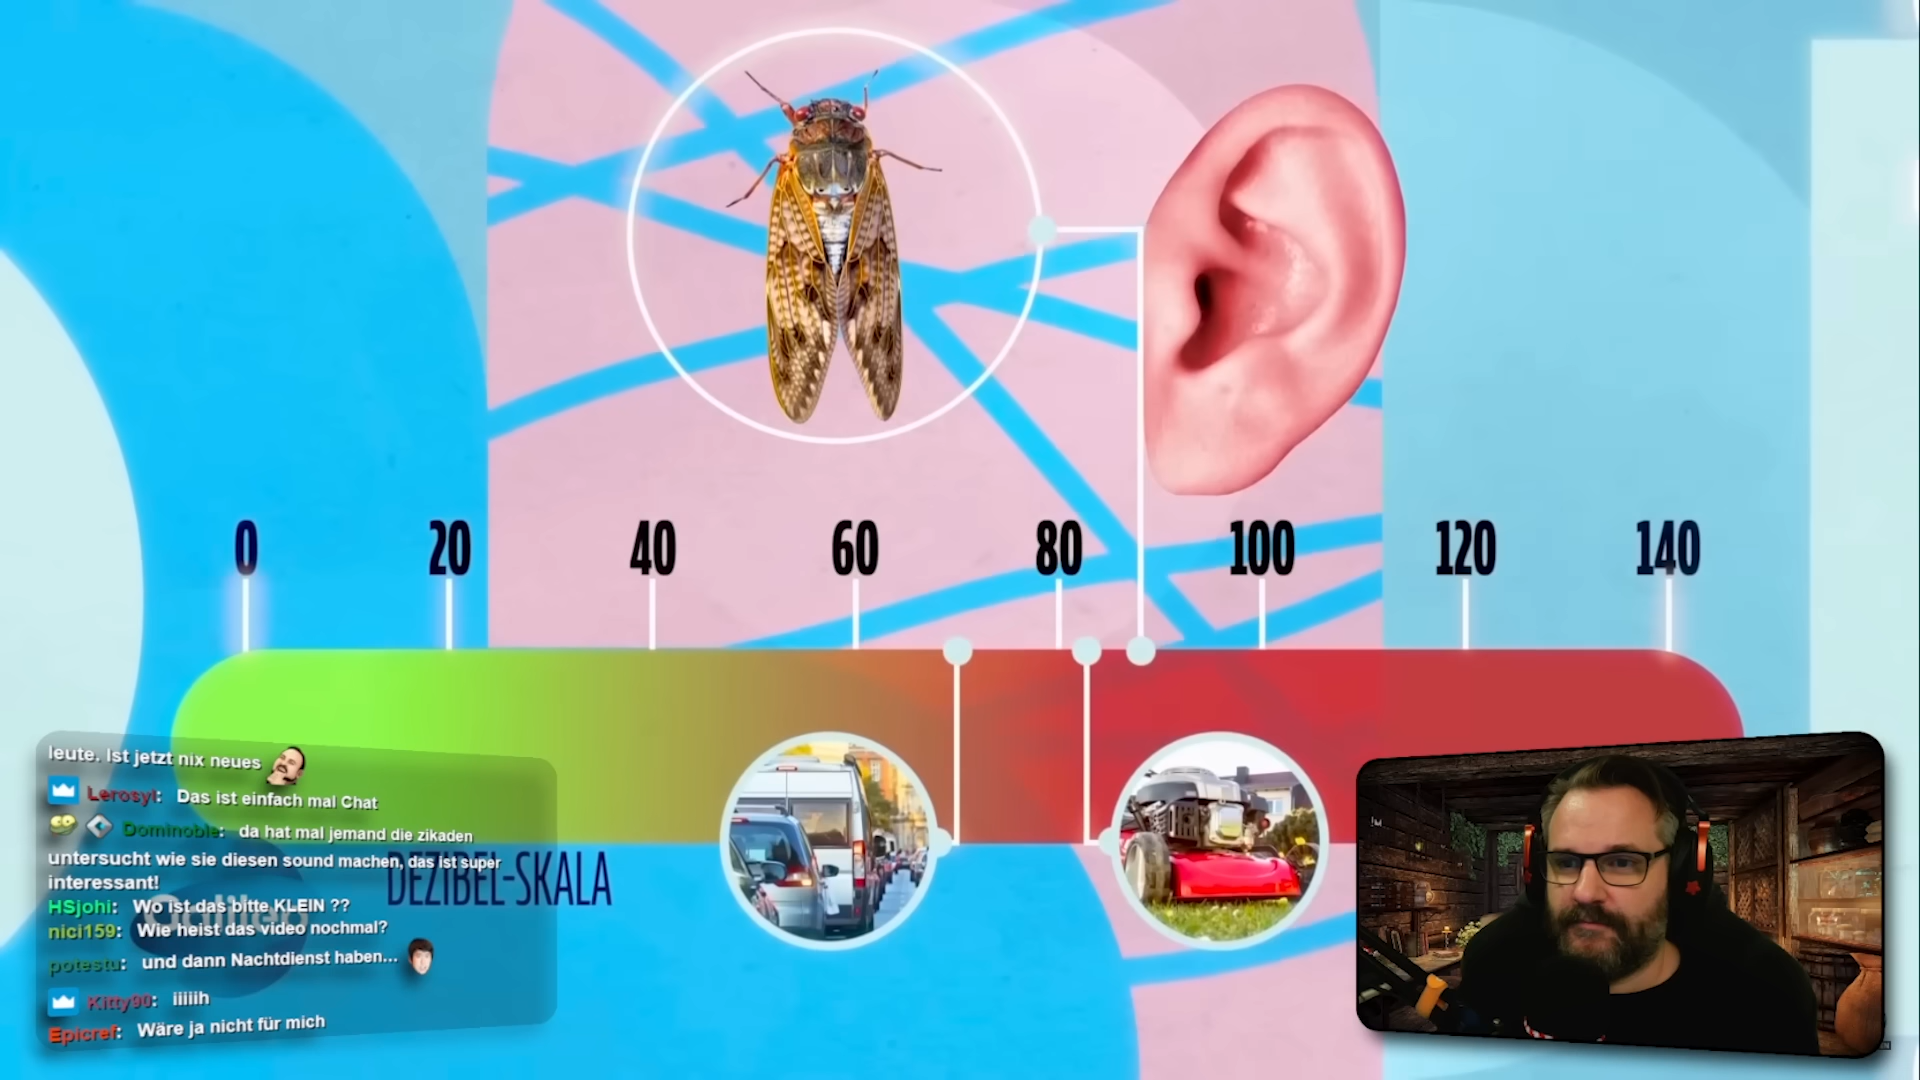 0 20 40 60 80 100 120 140
DEZIBEL-SKALA
leute. Ist jetzt nix neues
Lerosyl: Das ist einfach mal Chat
Dominoble: da hat mal jemand die zikaden
untersucht wie sie diesen sound machen, das ist super
interessant!
HSjohi: Wo ist das bitte KLEIN ??
nici159: Wie heist das video nochmal?
potestu: und dann Nachtdienst haben...
Kitty90: iiiiih
Epicref: Wäre ja nicht für mich